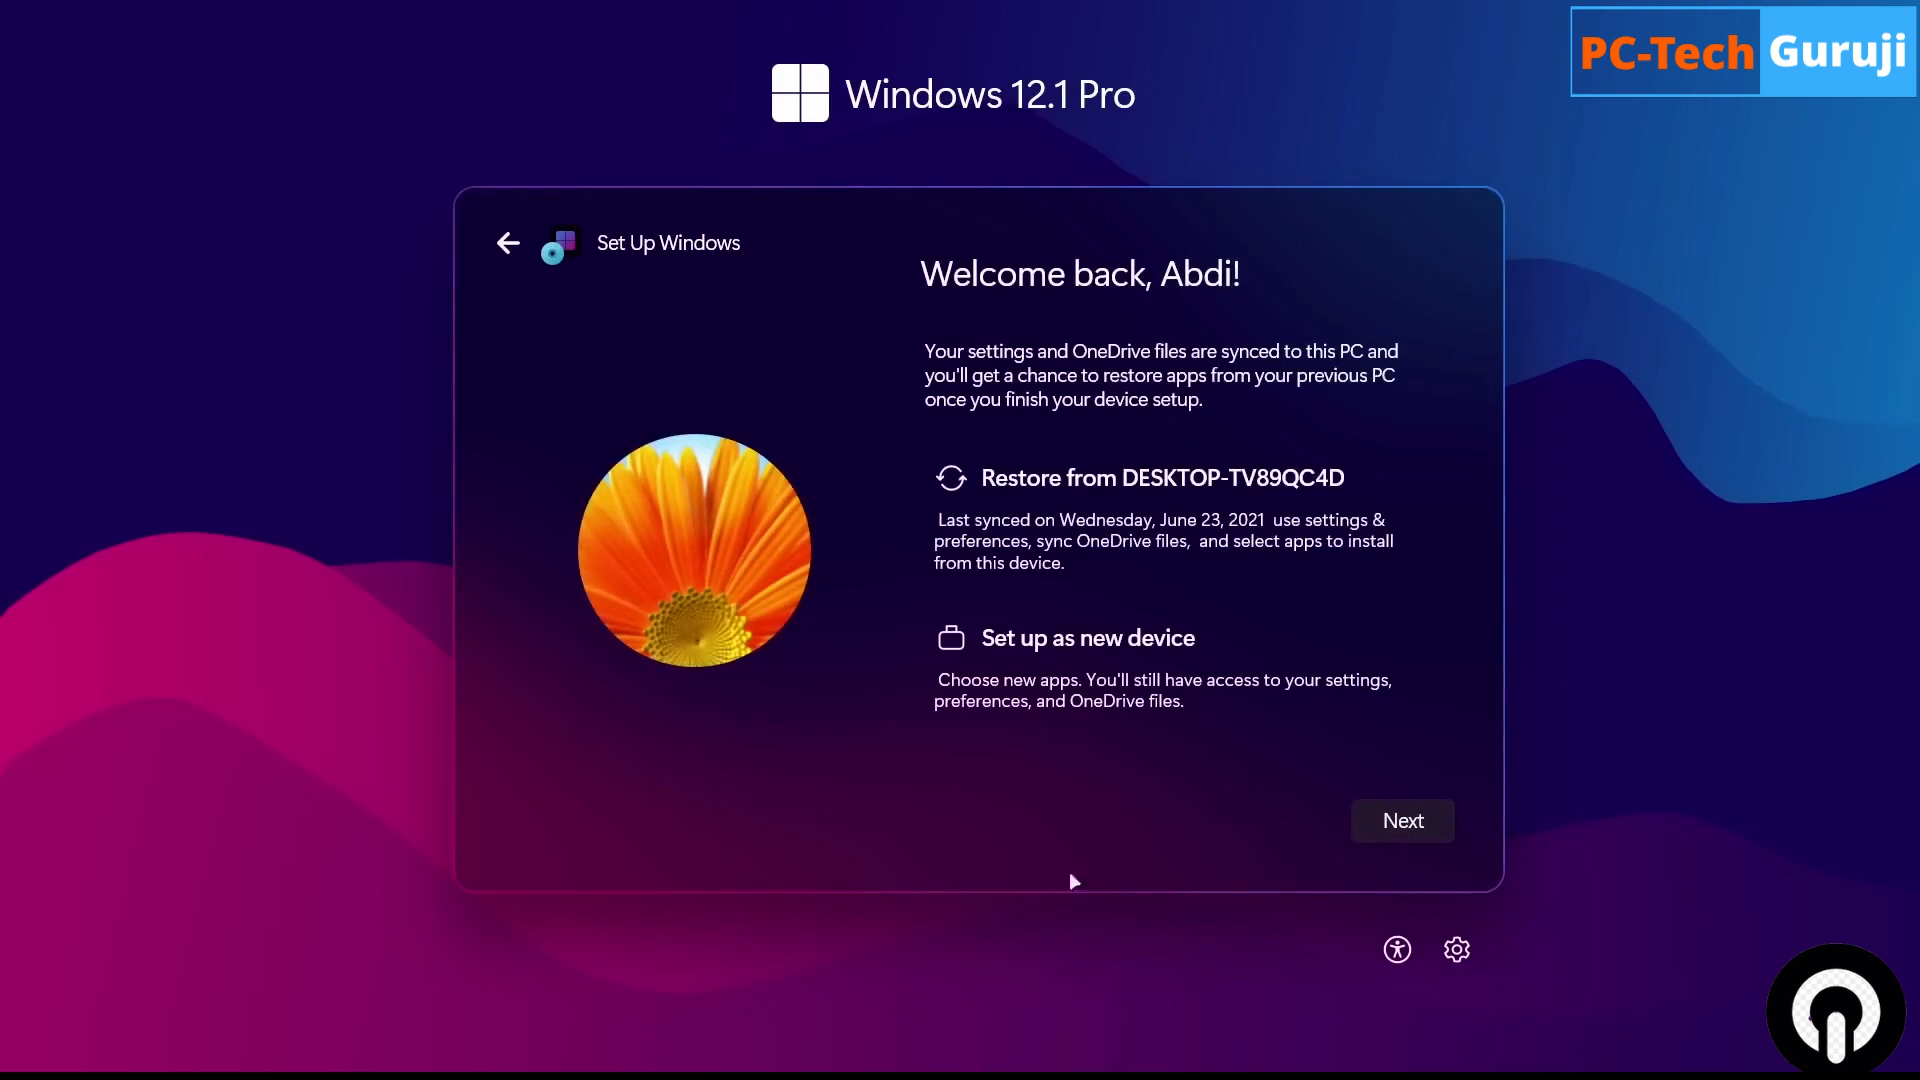 PC-Tech Guruji
Windows 12.1 Pro
Set Up Windows
Welcome back, Abdi!
Your settings and OneDrive files are synced to this PC and
you'll get a chance to restore apps from your previous PC
once you finish your device setup.
Restore from DESKTOP-TV89QC4D
Last synced on Wednesday, June 23, 2021 use settings &
preferences, sync OneDrive files, and select apps to install
from this device.
Set up as new device
Choose new apps. You'll still have access to your settings,
preferences, and OneDrive files.
Next